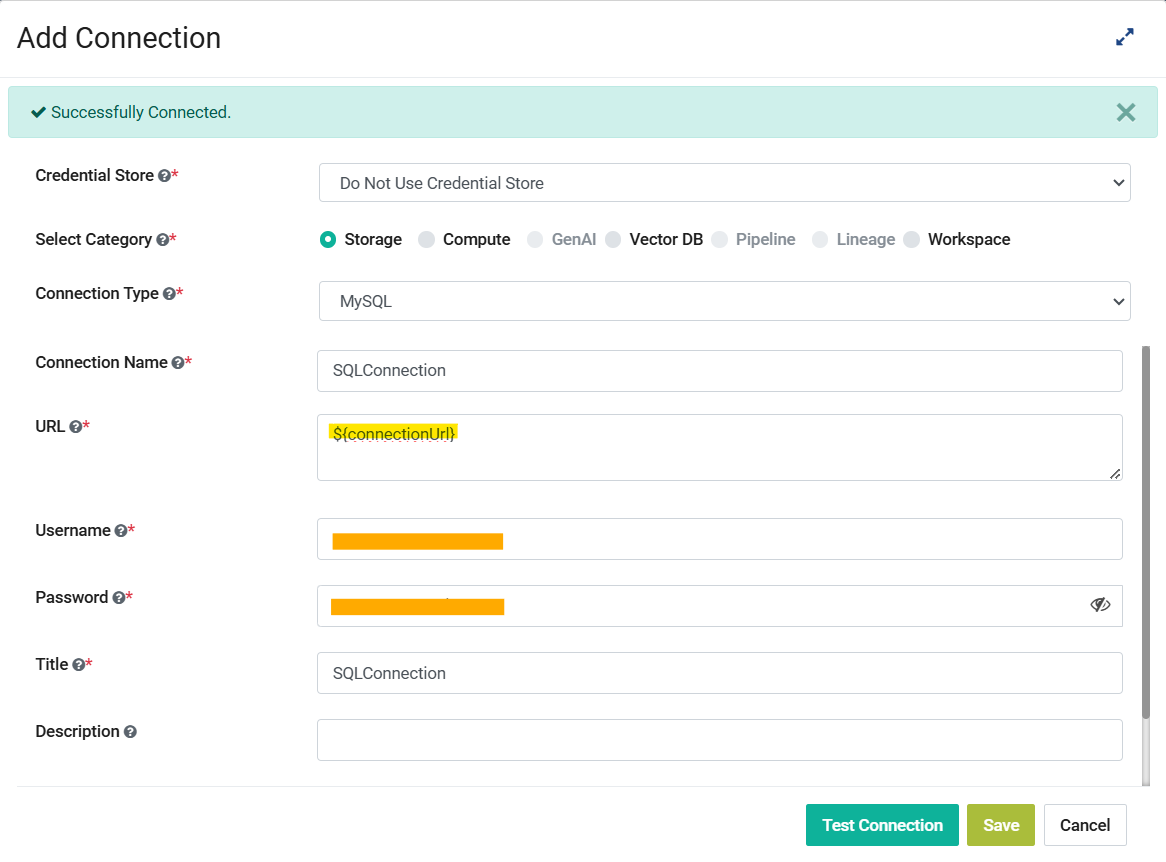 Add Connection
Successfully Connected.
Credential Store * Do Not Use Credential Store
Select Category * Storage Compute GenAI Vector DB Pipeline Lineage Workspace
Connection Type * MySQL
Connection Name * SQLConnection
URL * ${connectionUrl}
Username *
Password *
Title * SQLConnection
Description
Test Connection Save Cancel